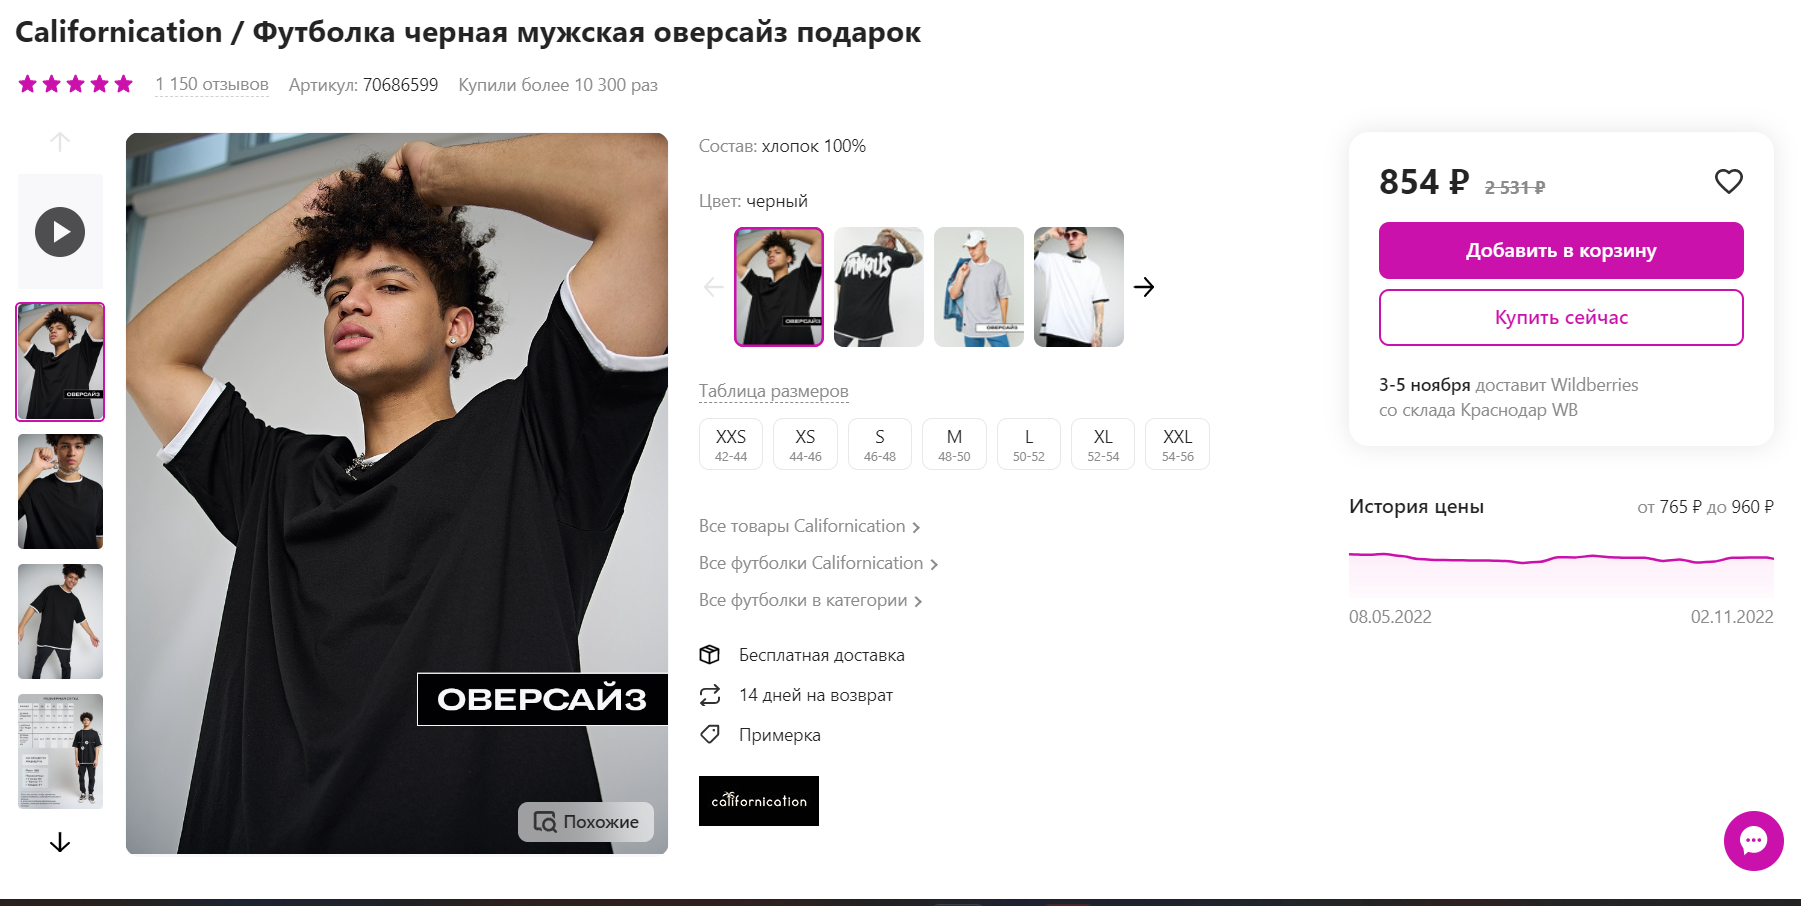 Californication / Футболка черная мужская оверсайз подарок
1 150 отзывов Артикул: 70686599 Купили более 10 300 раз
ОВЕРСАЙЗ
Похожие
Состав: хлопок 100%
Цвет: черный
ОВЕРСАЙЗ
ОВЕРСАЙЗ
Таблица размеров
XXS XS S M L XL XXL
42-44 44-46 46-48 48-50 50-52 52-54 54-56
Все товары Californication
Все футболки Californication
Все футболки в категории
Бесплатная доставка
14 дней на возврат
Примерка
californication
854 ₽ 2 531 ₽
Добавить в корзину
Купить сейчас
3-5 ноября доставит Wildberries
со склада Краснодар WB
История цены от 765 ₽ до 960 ₽
08.05.2022 02.11.2022